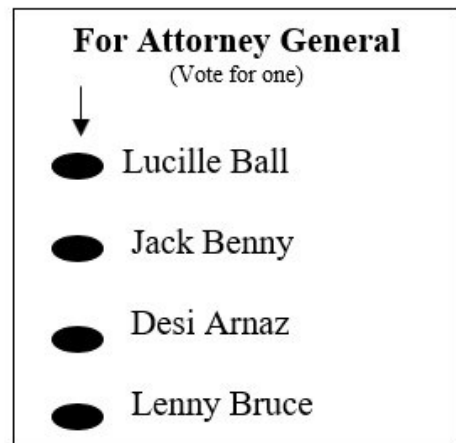 For Attorney General
(Vote for one)
Lucille Ball
Jack Benny
Desi Arnaz
Lenny Bruce